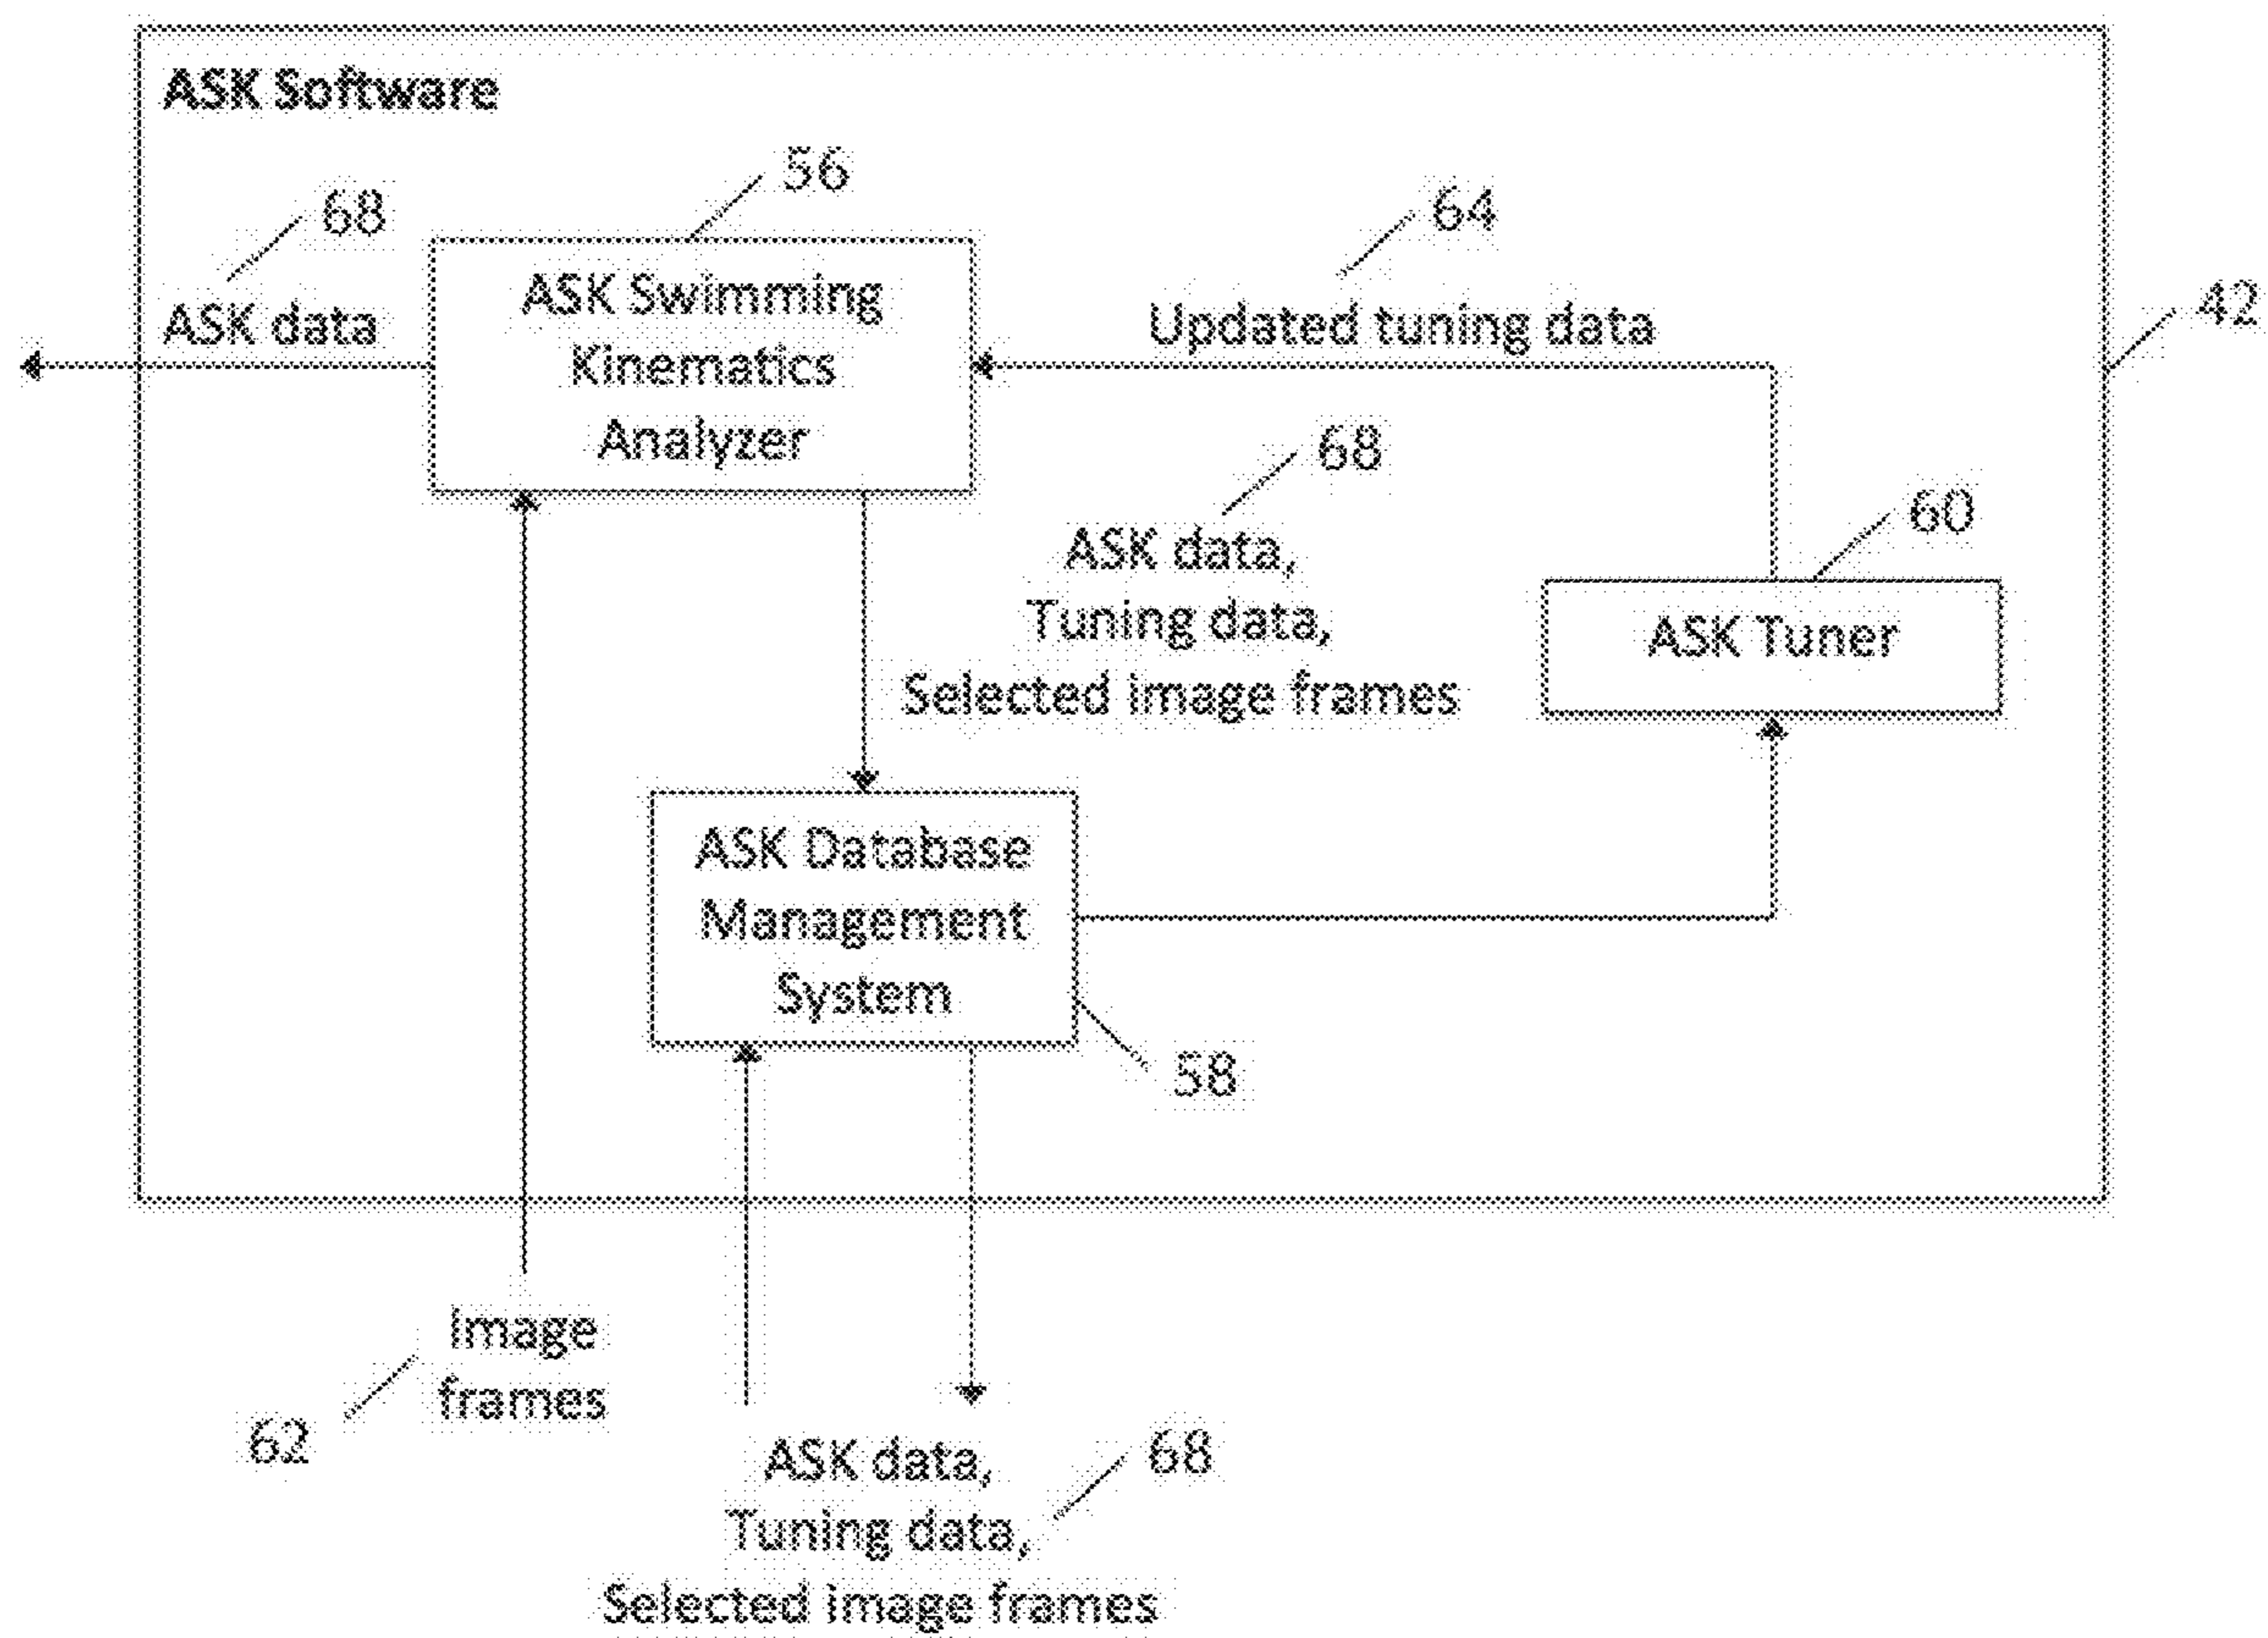 ASK Software
56
68
64
ASK data
ASK Swimming
Kinematics
Analyzer
Updated tuning data
42
68
60
ASK data,
Tuning data,
Selected image frames
ASK Tuner
ASK Database
Management
System
58
Image
frames
62
68
ASK data,
Tuning data,
Selected image frames